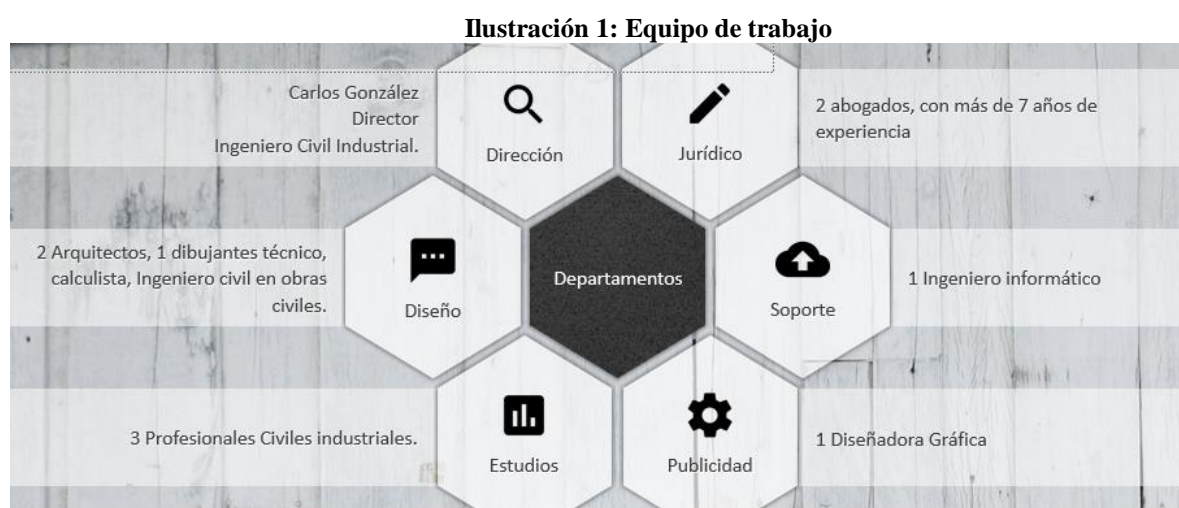 Ilustración 1: Equipo de trabajo
Carlos González
Director
Ingeniero Civil Industrial.
Dirección
Jurídico
2 abogados, con más de 7 años de
experiencia
2 Arquitectos, 1 dibujantes técnico,
calculista, Ingeniero civil en obras
civiles.
Diseño
Departamentos
Soporte
1 Ingeniero informático
3 Profesionales Civiles industriales.
Estudios
Publicidad
1 Diseñadora Gráfica